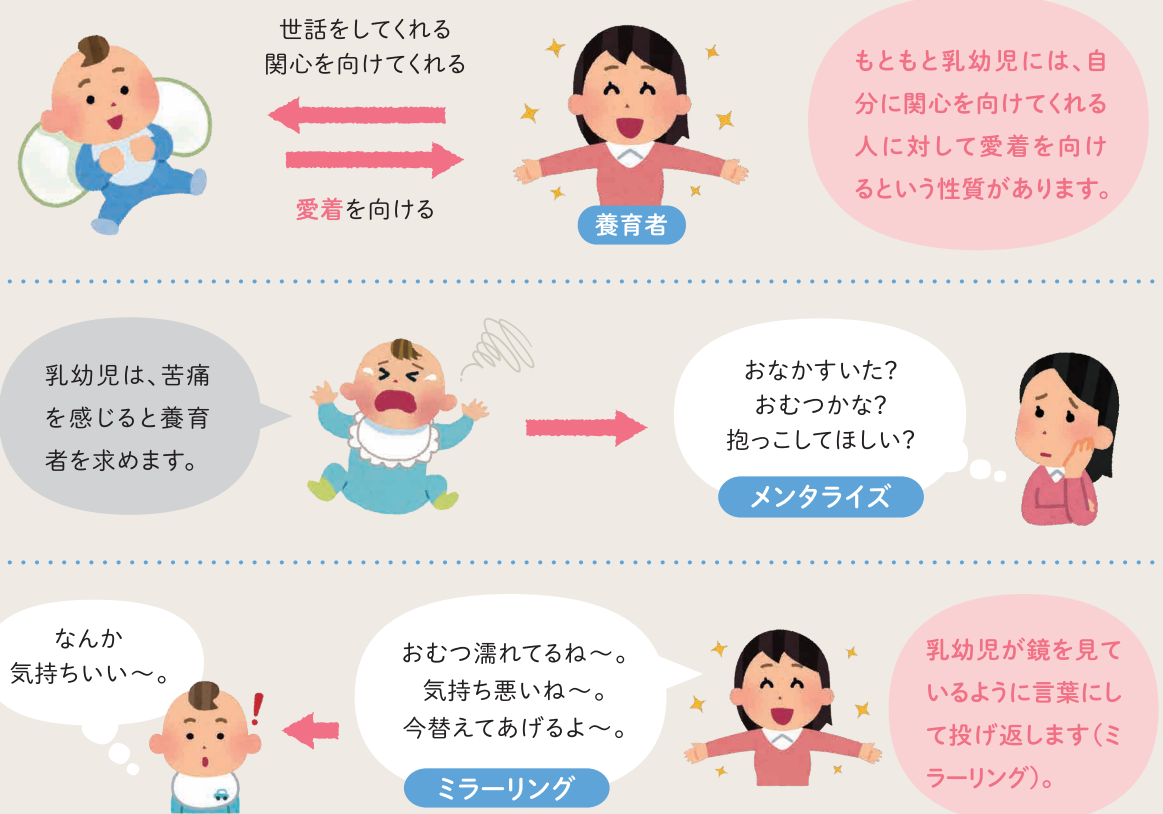 世話をしてくれる
関心を向けてくれる
愛着を向ける
養育者
もともと乳幼児には、自
分に関心を向けてくれる
人に対して愛着を向け
るという性質があります。
乳幼児は、苦痛
を感じると養育
者を求めます。
おなかすいた?
おむつかな?
抱っこしてほしい?
メンタライズ
なんか
気持ちいい〜。
おむつ濡れてるね〜。
気持ち悪いね〜。
今替えてあげるよ〜。
ミラーリング
乳幼児が鏡を見て
いるように言葉にし
て投げ返します(ミ
ラーリング)。